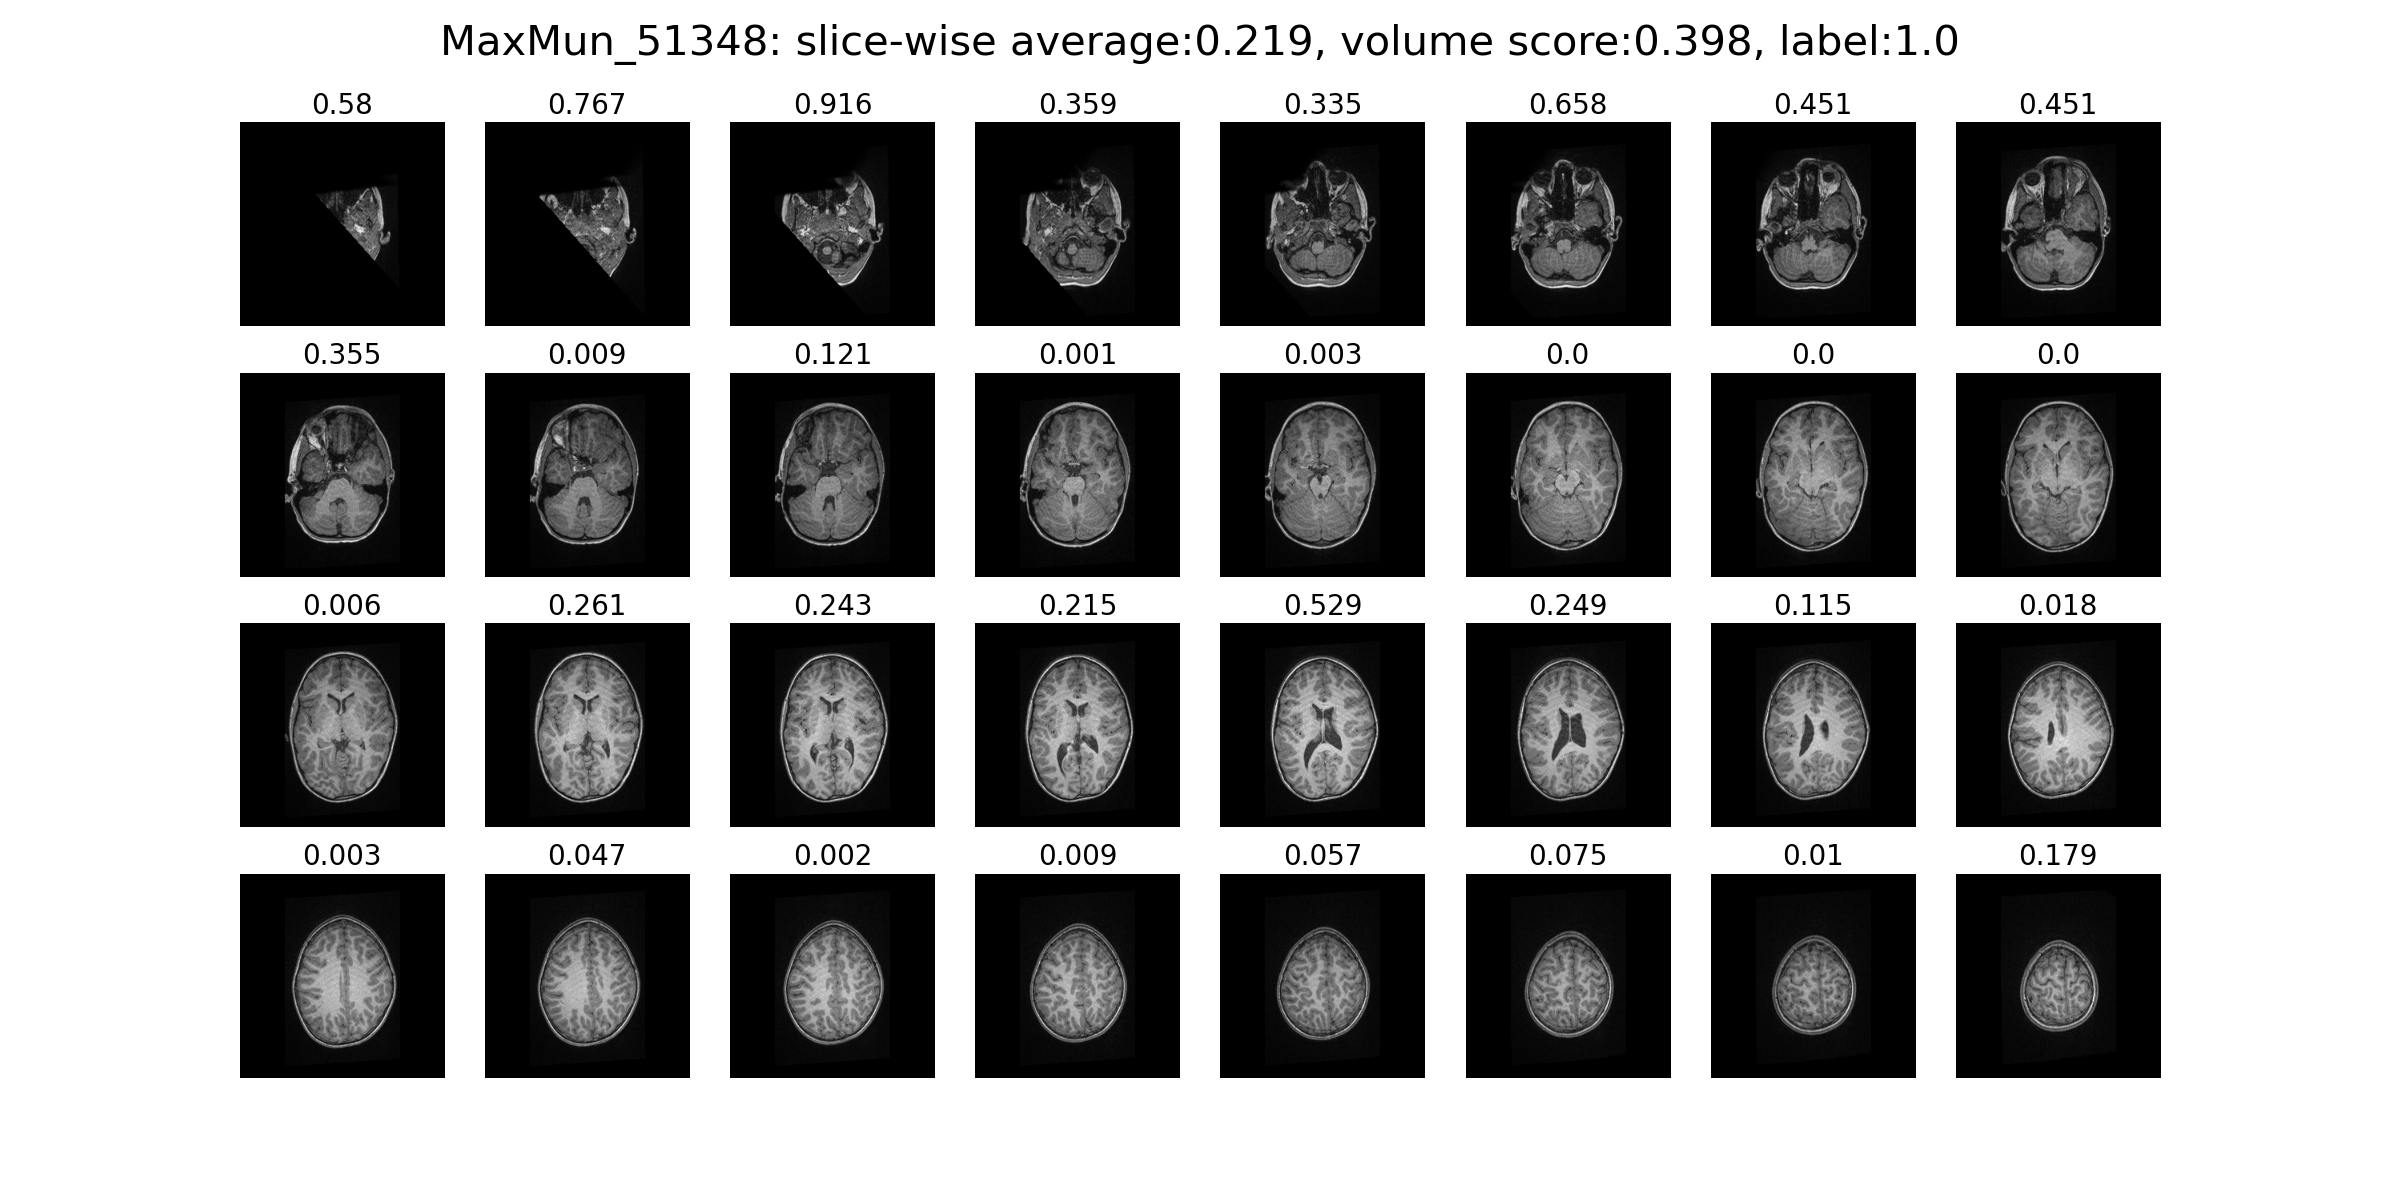 MaxMun_51348: slice-wise average:0.219, volume score:0.398, label:1.0
0.58 0.767 0.916 0.359 0.335 0.658 0.451 0.451
0.355 0.009 0.121 0.001 0.003 0.0 0.0 0.0
0.006 0.261 0.243 0.215 0.529 0.249 0.115 0.018
0.003 0.047 0.002 0.009 0.057 0.075 0.01 0.179